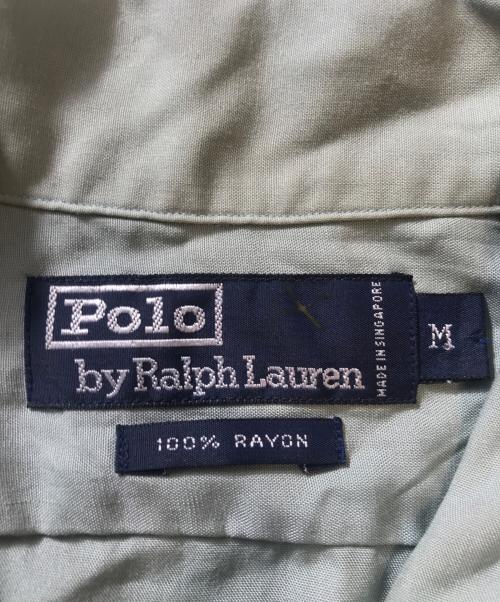 Polo
by Ralph Lauren
MADE IN SINGAPORE
M
100% RAYON